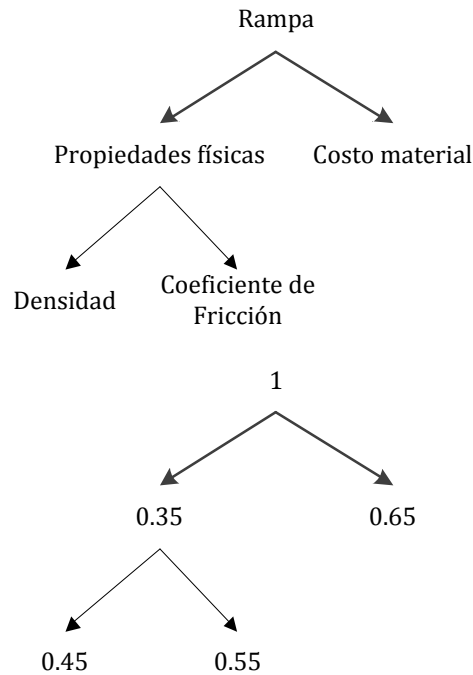 Rampa
Propiedades físicas Costo material
Densidad
Coeficiente de
Fricción
1
0.35 0.65
0.45 0.55